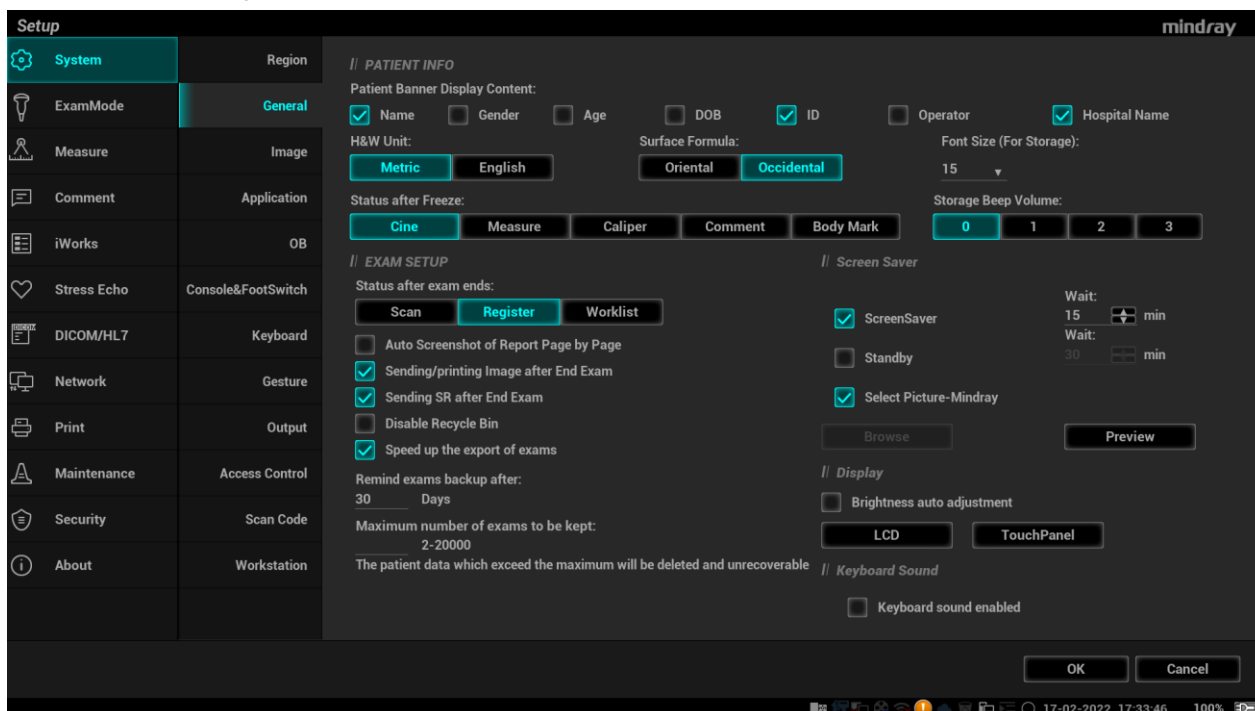 Setup
mindray
System
ExamMode
Measure
Comment
iWorks
Stress Echo
DICOM/HL7
Network
Print
Maintenance
Security
About
Region
General
Image
Application
OB
Console&FootSwitch
Keyboard
Gesture
Output
Access Control
Scan Code
Workstation
// PATIENT INFO
Patient Banner Display Content:
Name Gender Age DOB ID Operator Hospital Name
H&W Unit: Surface Formula: Font Size (For Storage):
Metric English Oriental Occidental 15
Status after Freeze: Storage Beep Volume:
Cine Measure Caliper Comment Body Mark 0 1 2 3
// EXAM SETUP
Status after exam ends:
Scan Register Worklist
Auto Screenshot of Report Page by Page
Sending/printing Image after End Exam
Sending SR after End Exam
Disable Recycle Bin
Speed up the export of exams
Remind exams backup after:
30 Days
Maximum number of exams to be kept:
2-20000
The patient data which exceed the maximum will be deleted and unrecoverable
// Screen Saver
Wait:
ScreenSaver 15 min
Wait:
Standby 30 min
Select Picture-Mindray
Browse Preview
// Display
Brightness auto adjustment
LCD TouchPanel
// Keyboard Sound
Keyboard sound enabled
OK Cancel
17-02-2022 17:33:46 100%